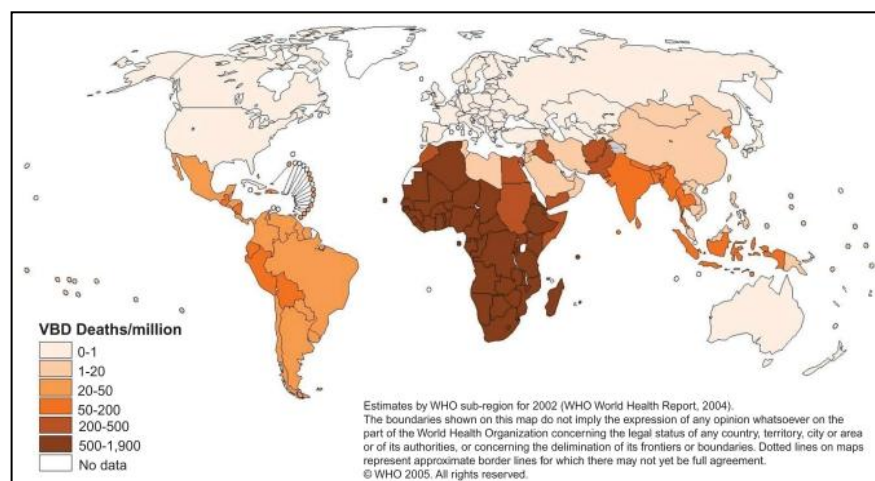 VBD Deaths/million
0-1
1-20
20-50
50-200
200-500
500-1,900
No data
Estimates by WHO sub-region for 2002 (WHO World Health Report, 2004).
The boundaries shown on this map do not imply the expression of any opinion whatsoever on the
part of the World Health Organization concerning the legal status of any country, territory, city or area
or of its authorities, or concerning the delimination of its frontiers or boundaries. Dotted lines on maps
represent approximate border lines for which there may not yet be full agreement.
© WHO 2005. All rights reserved.